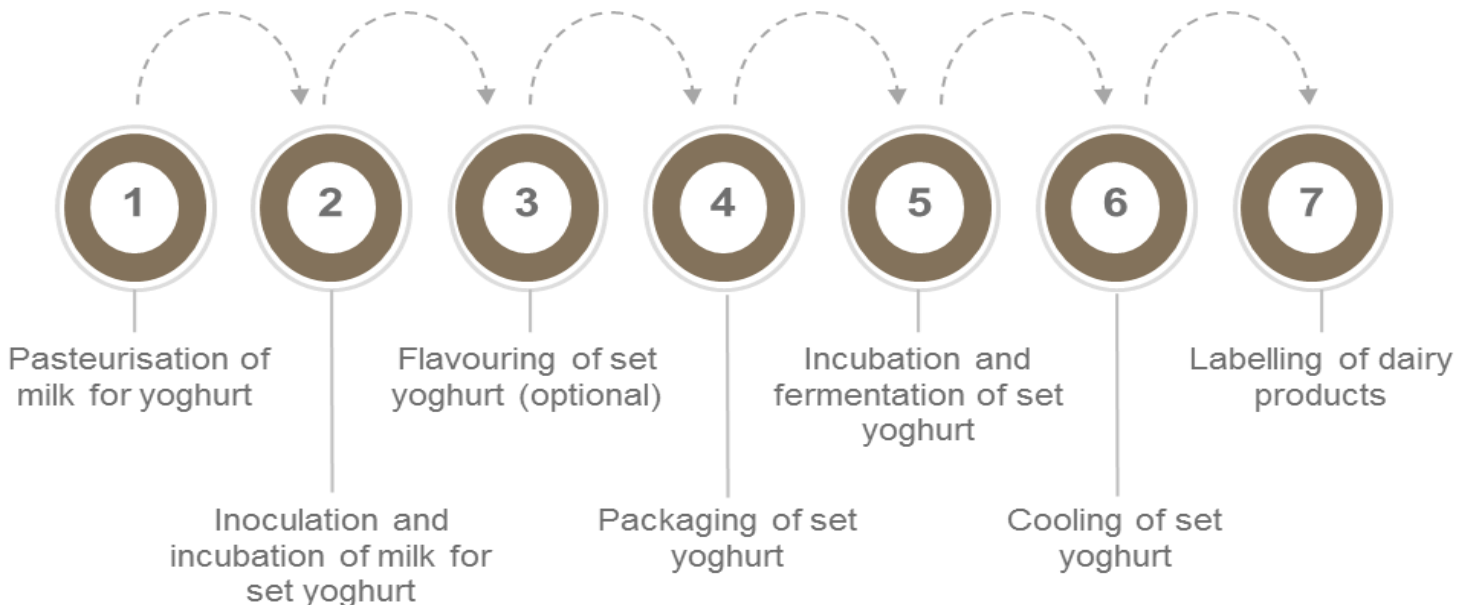 1
2
3
4
5
6
7
Pasteurisation of
milk for yoghurt
Inoculation and
incubation of milk for
set yoghurt
Flavouring of set
yoghurt (optional)
Packaging of set
yoghurt
Incubation and
fermentation of set
yoghurt
Cooling of set
yoghurt
Labelling of dairy
products